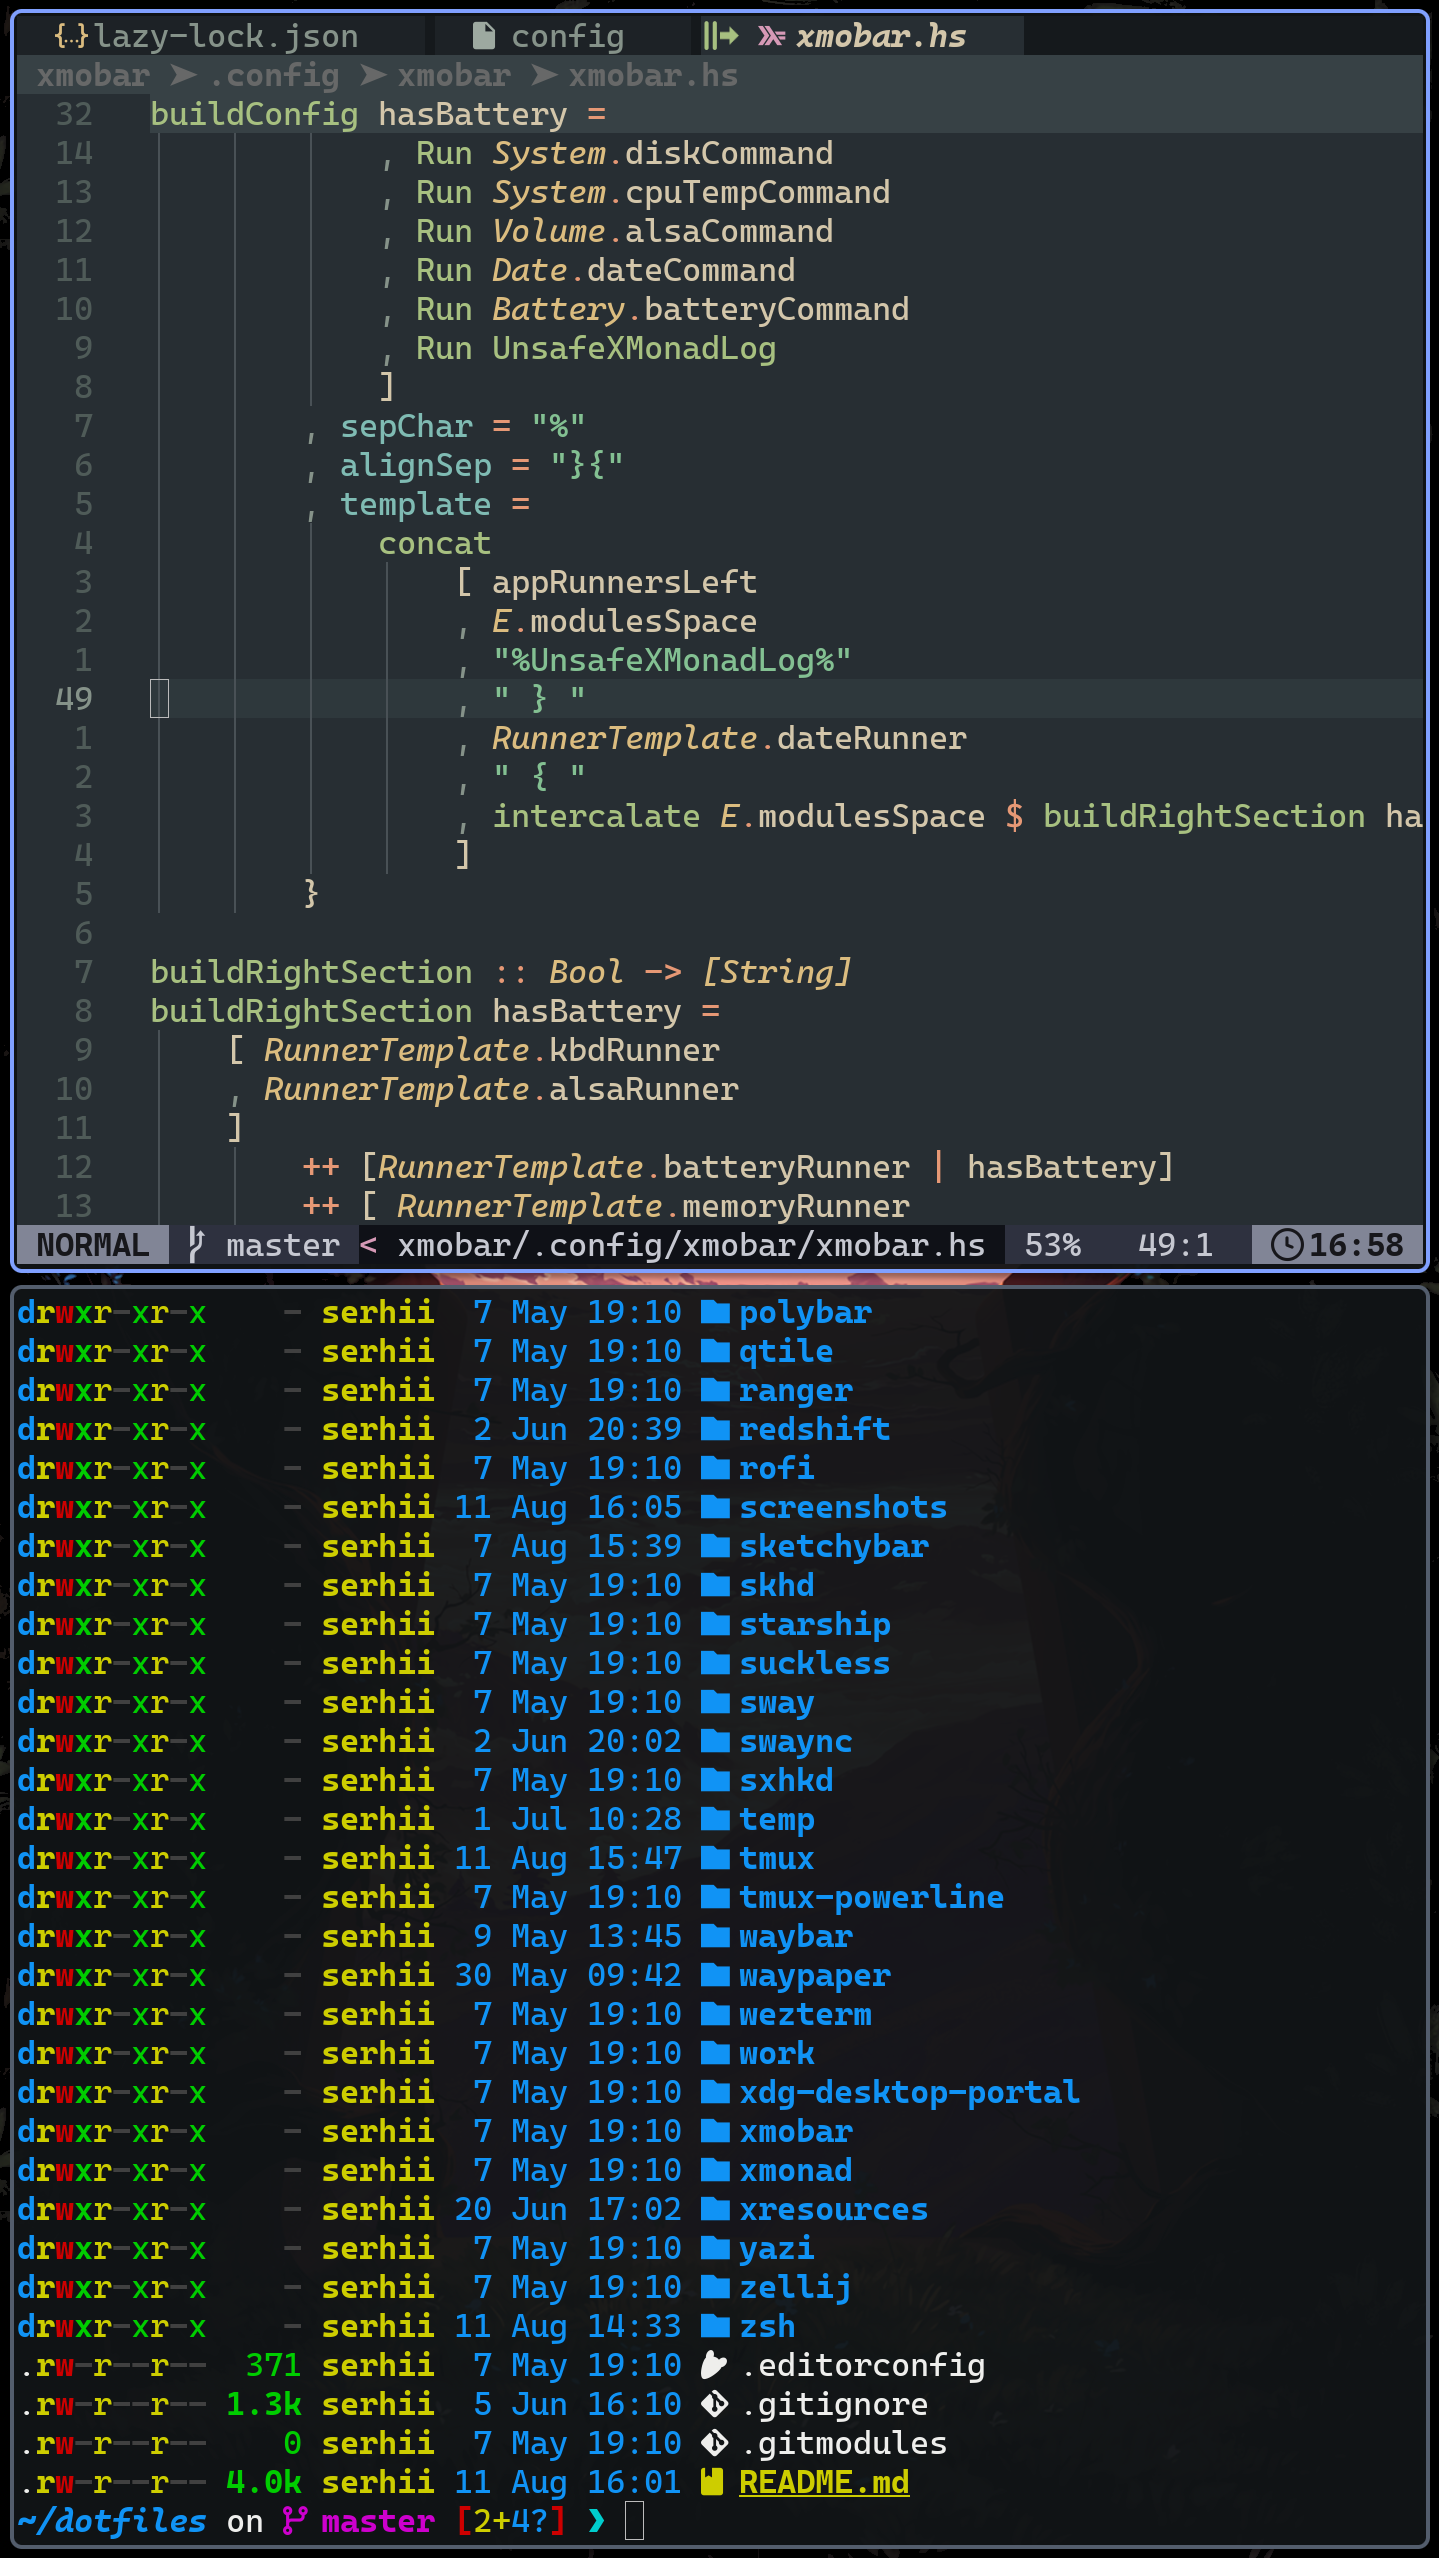 {…} lazy-lock.json config xmobar.hs
xmobar ➤ .config ➤ xmobar ➤ xmobar.hs
32 buildConfig hasBattery =
14 , Run System.diskCommand
13 , Run System.cpuTempCommand
12 , Run Volume.alsaCommand
11 , Run Date.dateCommand
10 , Run Battery.batteryCommand
9 , Run UnsafeXMonadLog
8 ]
7 , sepChar = "%"
6 , alignSep = "}{"
5 , template =
4 concat
3 [ appRunnersLeft
2 , E.modulesSpace
1 , "%UnsafeXMonadLog%"
49 , " } "
1 , RunnerTemplate.dateRunner
2 , " { "
3 , intercalate E.modulesSpace $ buildRightSection ha
4 ]
5 }
6
7 buildRightSection :: Bool -> [String]
8 buildRightSection hasBattery =
9 [ RunnerTemplate.kbdRunner
10 , RunnerTemplate.alsaRunner
11 ]
12 ++ [RunnerTemplate.batteryRunner | hasBattery]
13 ++ [ RunnerTemplate.memoryRunner
NORMAL master < xmobar/.config/xmobar/xmobar.hs 53% 49:1 16:58
drwxr-xr-x - serhii 7 May 19:10 polybar
drwxr-xr-x - serhii 7 May 19:10 qtile
drwxr-xr-x - serhii 7 May 19:10 ranger
drwxr-xr-x - serhii 2 Jun 20:39 redshift
drwxr-xr-x - serhii 7 May 19:10 rofi
drwxr-xr-x - serhii 11 Aug 16:05 screenshots
drwxr-xr-x - serhii 7 Aug 15:39 sketchybar
drwxr-xr-x - serhii 7 May 19:10 skhd
drwxr-xr-x - serhii 7 May 19:10 starship
drwxr-xr-x - serhii 7 May 19:10 suckless
drwxr-xr-x - serhii 7 May 19:10 sway
drwxr-xr-x - serhii 2 Jun 20:02 swaync
drwxr-xr-x - serhii 7 May 19:10 sxhkd
drwxr-xr-x - serhii 1 Jul 10:28 temp
drwxr-xr-x - serhii 11 Aug 15:47 tmux
drwxr-xr-x - serhii 7 May 19:10 tmux-powerline
drwxr-xr-x - serhii 9 May 13:45 waybar
drwxr-xr-x - serhii 30 May 09:42 waypaper
drwxr-xr-x - serhii 7 May 19:10 wezterm
drwxr-xr-x - serhii 7 May 19:10 work
drwxr-xr-x - serhii 7 May 19:10 xdg-desktop-portal
drwxr-xr-x - serhii 7 May 19:10 xmobar
drwxr-xr-x - serhii 7 May 19:10 xmonad
drwxr-xr-x - serhii 20 Jun 17:02 xresources
drwxr-xr-x - serhii 7 May 19:10 yazi
drwxr-xr-x - serhii 7 May 19:10 zellij
drwxr-xr-x - serhii 11 Aug 14:33 zsh
.rw-r--r-- 371 serhii 7 May 19:10 .editorconfig
.rw-r--r-- 1.3k serhii 5 Jun 16:10 .gitignore
.rw-r--r-- 0 serhii 7 May 19:10 .gitmodules
.rw-r--r-- 4.0k serhii 11 Aug 16:01 README.md
~/dotfiles on master [2+4?] ❯